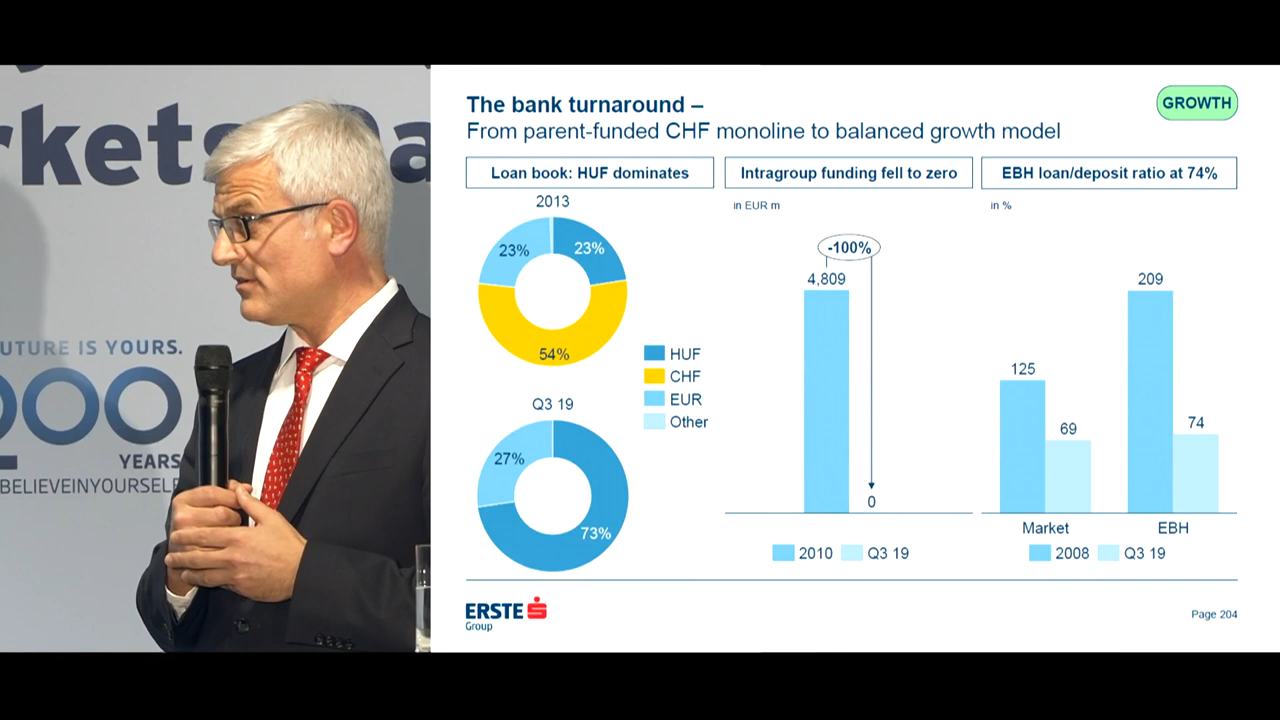 rkets Da
UTURE IS YOURS.
200
YEARS
BELIEVEINYOURSELF
The bank turnaround –
From parent-funded CHF monoline to balanced growth model
GROWTH
Loan book: HUF dominates
2013
23%
23%
54%
Q3 19
27%
73%
HUF
CHF
EUR
Other
Intragroup funding fell to zero
in EUR m
-100%
4,809
0
2010
Q3 19
EBH loan/deposit ratio at 74%
in %
125
69
209
74
Market
EBH
2008
Q3 19
ERSTE
Group
Page 204